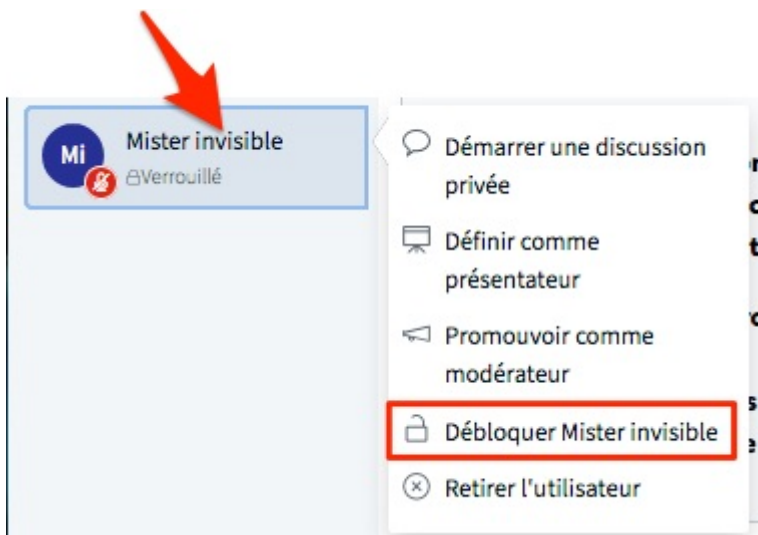 Mi
Mister invisible
Verrouillé
Démarrer une discussion
privée
Définir comme
présentateur
Promouvoir comme
modérateur
Débloquer Mister invisible
Retirer l'utilisateur